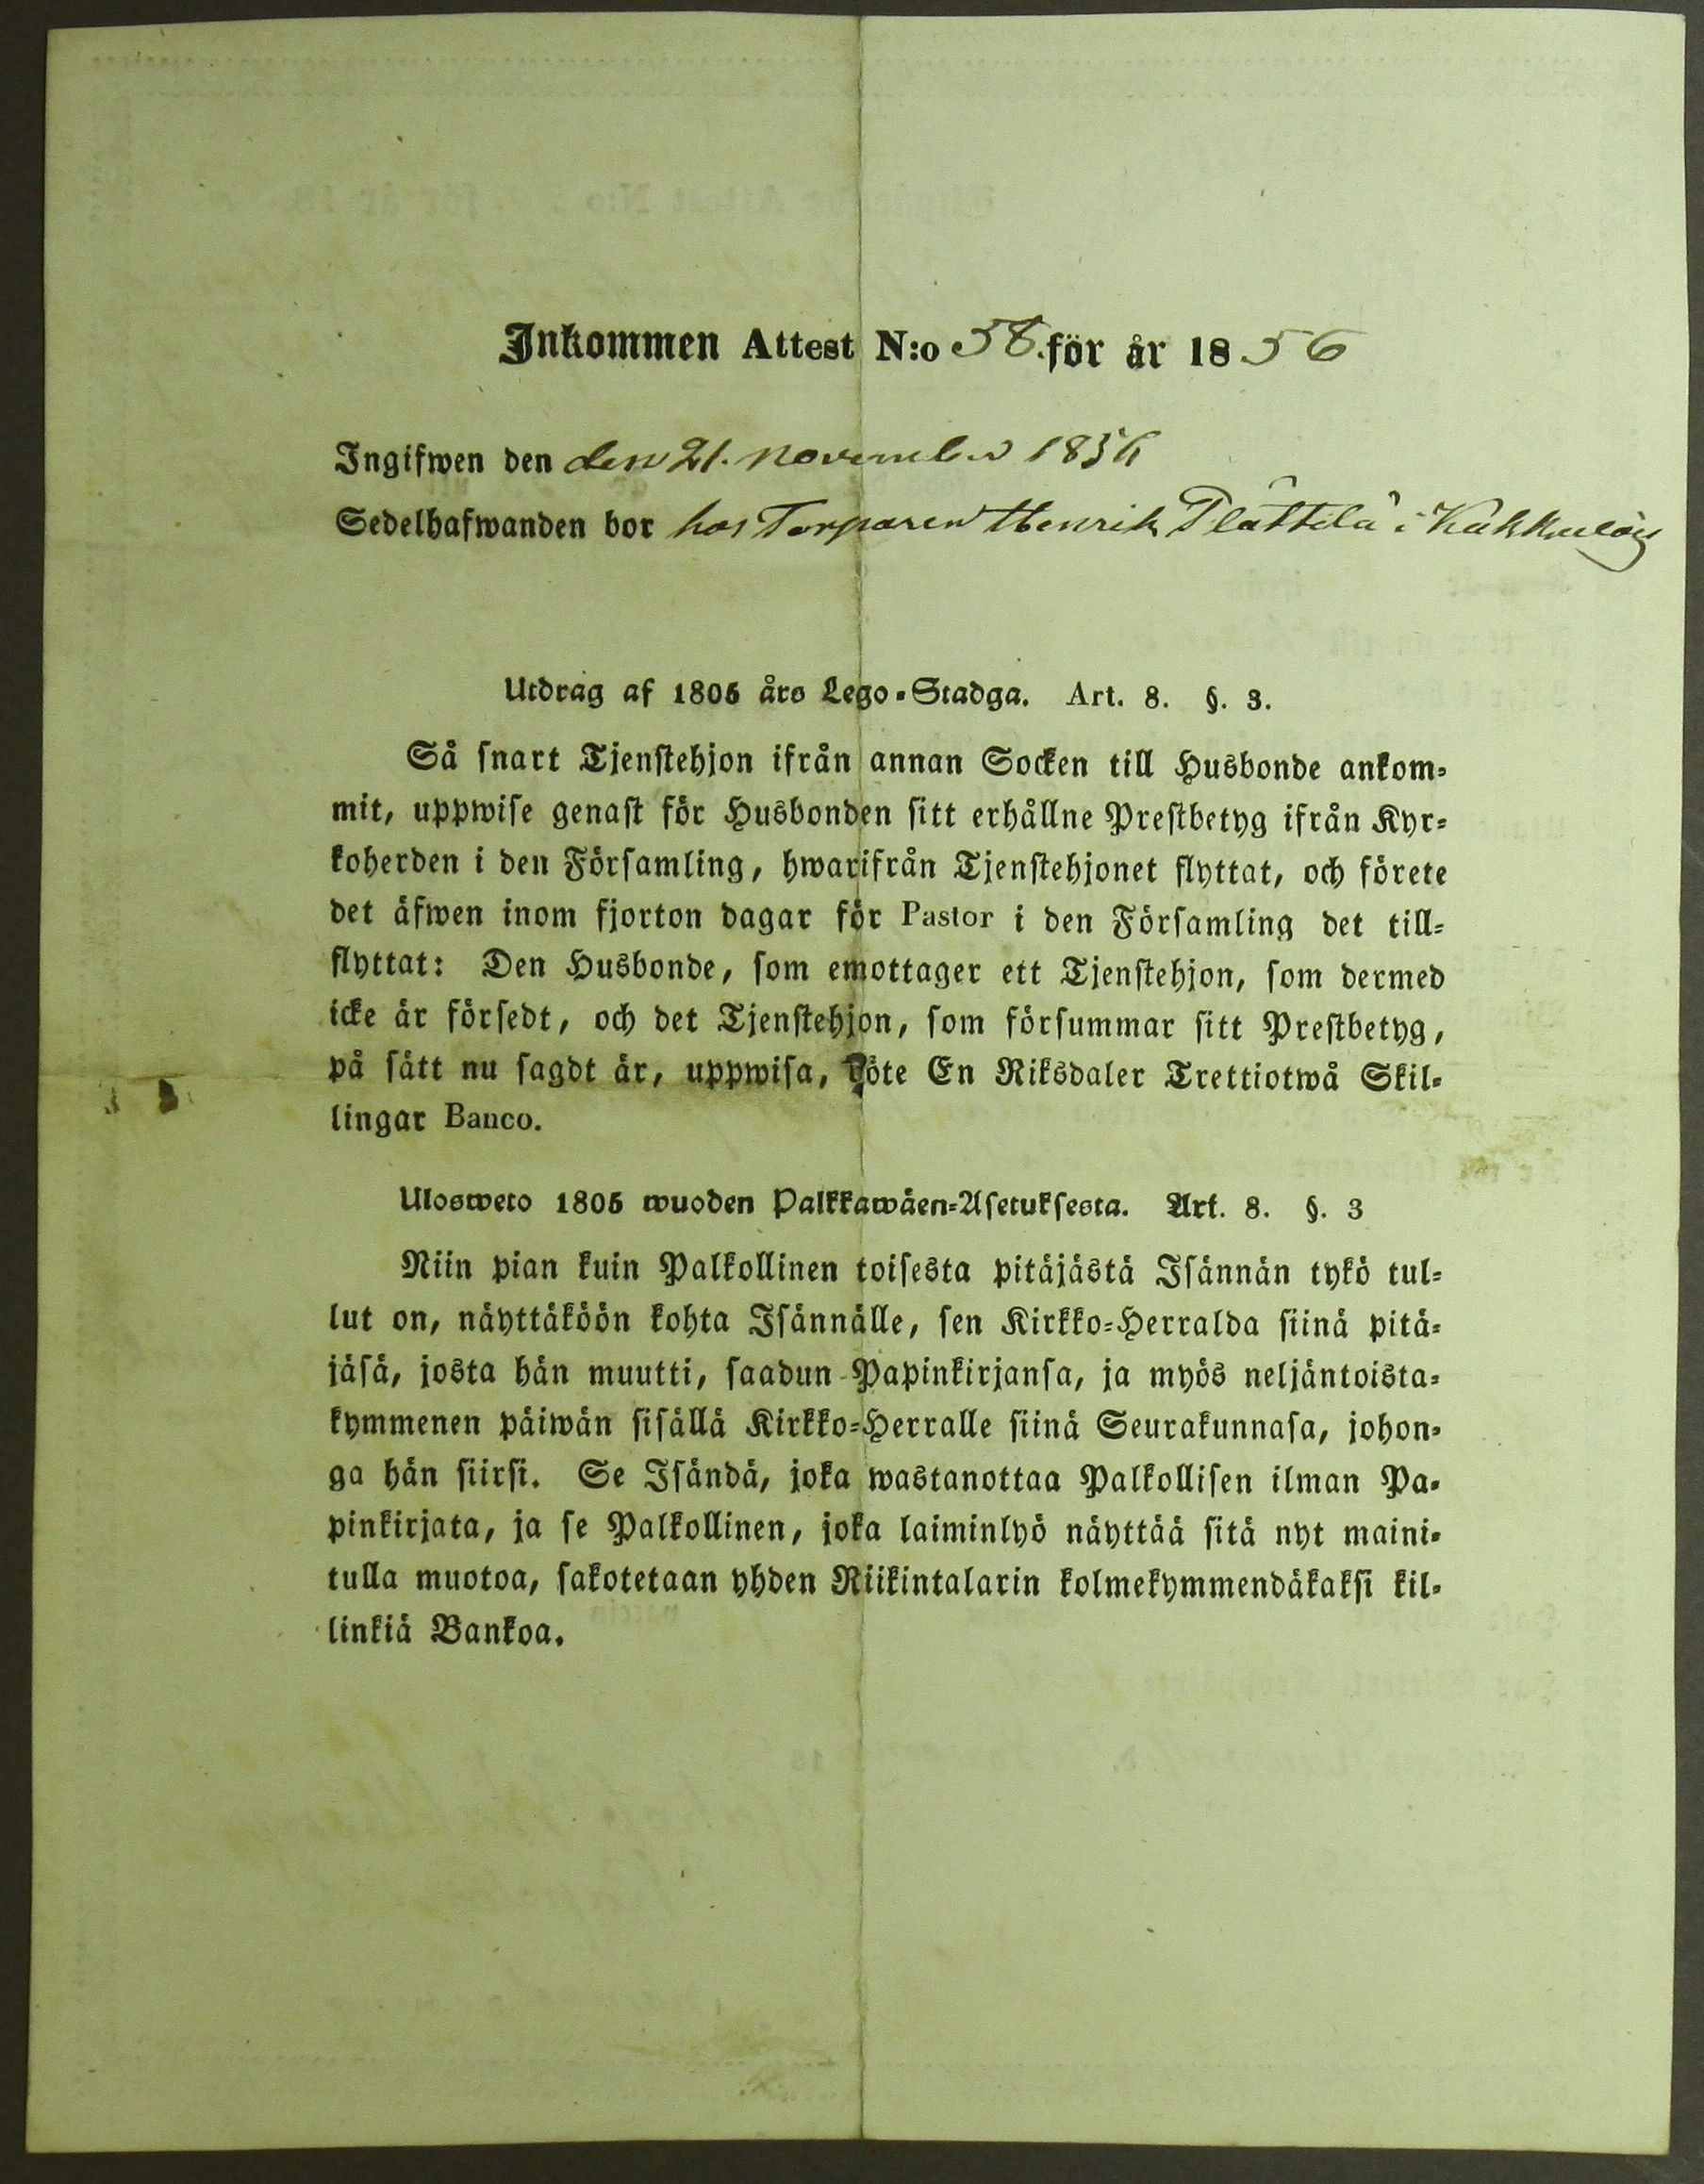 Inkommen Attest N:o 58. för år 1856
Ingifwen den den 21. november 1856
Sedelhafwanden bor hos Torparen Henrik Plättilä i
Utdrag af 1805 års Lego-Stadga. Art. 8. §. 3.
Så snart Tjenstehjon ifrån annan Socken till Husbonde ankom-
mit, uppwise genast för Husbonden sitt erhållne Prestbetyg ifrån Kyr-
koherden i den Församling, hwarifrån Tjenstehjonet flyttat, och förete
det äfwen inom fjorton dagar för Pastor i den Församling det till-
flyttat: Den Husbonde, som emottager ett Tjenstehjon, som dermed
icke är försedt, och det Tjenstehjon, som försummar sitt Prestbetyg,
på sätt nu sagdt är, uppwisa, böte En Riksdaler Trettiotwå Skil-
lingar Banco.
Ulosweto 1805 wuoden Palkkawäen-Asetuksesta. Art. 8. §. 3
Niin pian kuin Palkollinen toisesta pitäjästä Isännän tykö tul-
lut on, näyttäköön kohta Isännälle, sen Kirkko-Herralda siinä pitä-
jäsä, josta hän muutti, saadun Papinkirjansa, ja myös neljäntoista-
kymmenen päiwän sisällä Kirkko-Herralle siinä Seurakunnasa, johon-
ga hän siirsi. Se Isändä, joka wastanottaa Palkollisen ilman Pa-
pinkirjata, ja se Palkollinen, joka laiminlyö näyttää sitä nyt maini-
tulla muotoa, sakotetaan yhden Riikintalarin kolmekymmendäkaksi kil-
linkiä Bankoa.